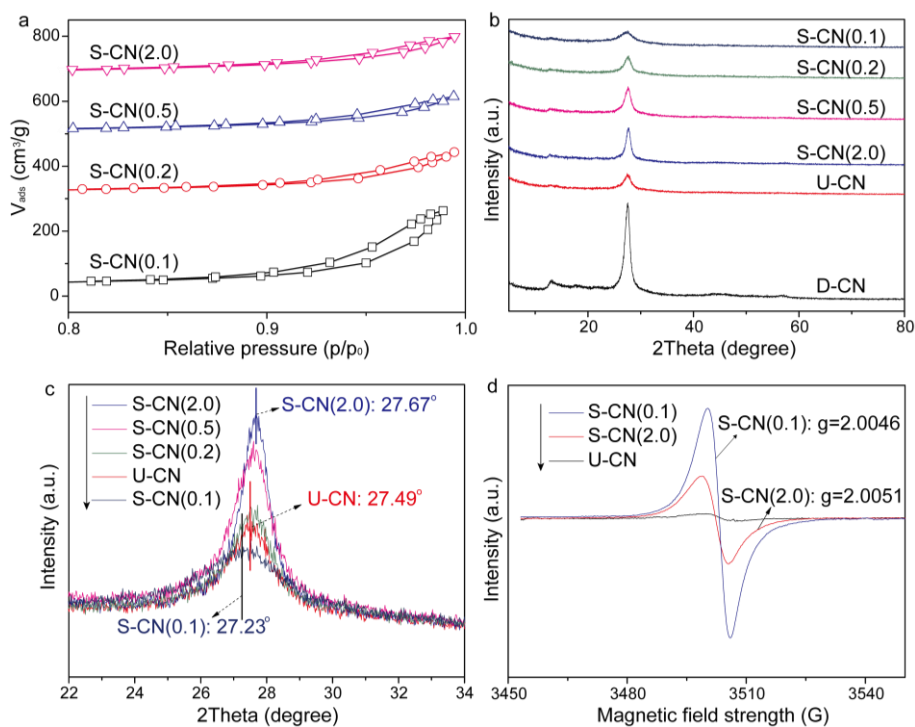 a
800
600
400
200
0
V_ads (cm³/g)
S-CN(2.0)
S-CN(0.5)
S-CN(0.2)
S-CN(0.1)
0.8
0.9
1.0
Relative pressure (p/p₀)
b
S-CN(0.1)
S-CN(0.2)
S-CN(0.5)
S-CN(2.0)
U-CN
D-CN
Intensity (a.u.)
20
40
60
80
2Theta (degree)
c
S-CN(2.0)
S-CN(0.5)
S-CN(0.2)
U-CN
S-CN(0.1)
S-CN(2.0): 27.67°
U-CN: 27.49°
S-CN(0.1): 27.23°
Intensity (a.u.)
22
24
26
28
30
32
34
2Theta (degree)
d
S-CN(0.1)
S-CN(2.0)
U-CN
S-CN(0.1): g=2.0046
S-CN(2.0): g=2.0051
Intensity (a.u.)
3450
3480
3510
3540
Magnetic field strength (G)